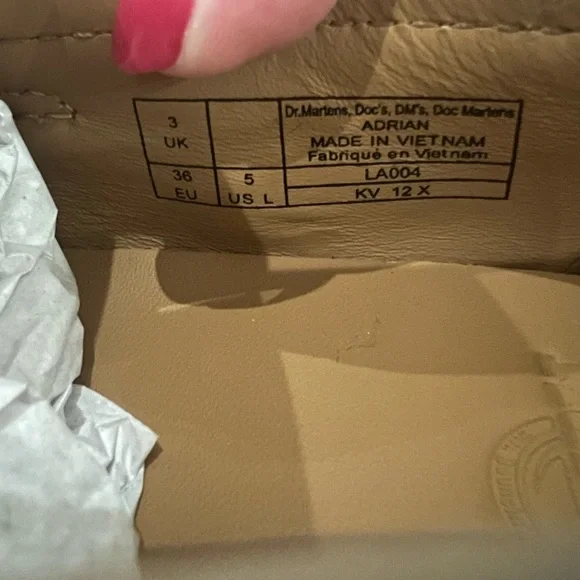 3
UK
Dr.Martens, Doc's, DM's, Doc Martens
ADRIAN
MADE IN VIETNAM
Fabriqué en Vietnam
36
EU
5
US L
LA004
KV 12 X